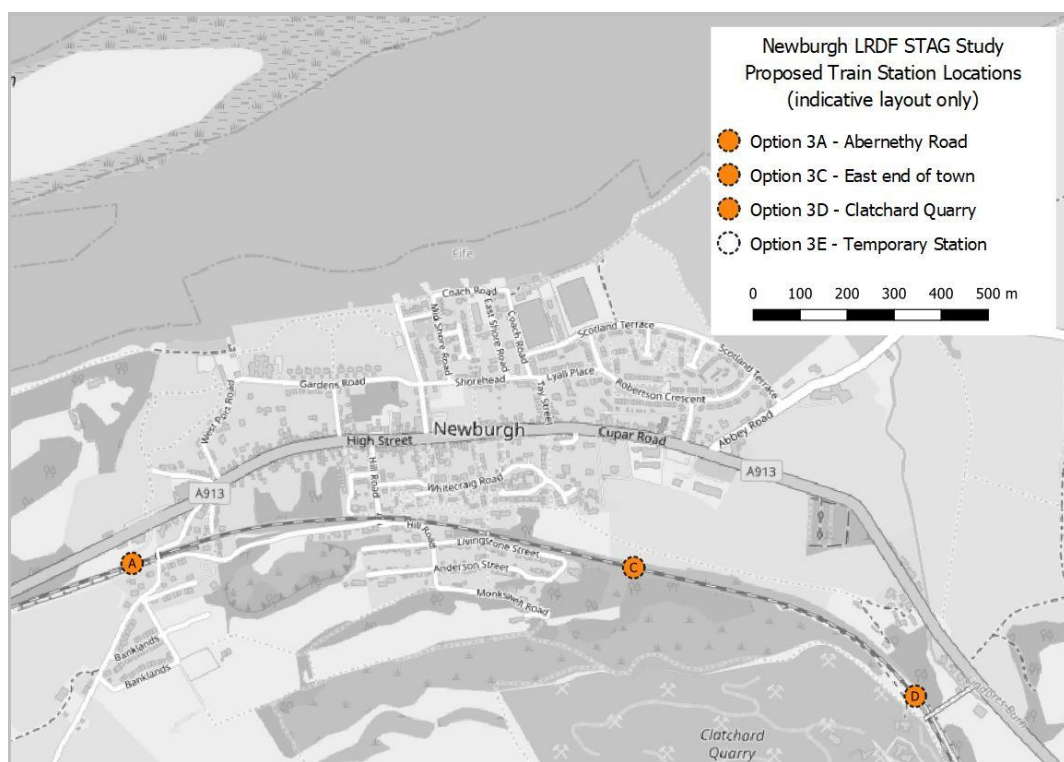 Newburgh LRDF STAG Study
Proposed Train Station Locations
(indicative layout only)
Option 3A - Abernethy Road
Option 3C - East end of town
Option 3D - Clatchard Quarry
Option 3E - Temporary Station
0 100 200 300 400 500 m
Fife
Coach Road
Mid Shore Road
East Shore Road
Coach Road
Scotland Terrace
Scotland Terrace
Gardens Road
Shorehead
Lyall Place
Tay Street
Robertson Crescent
West Port Road
High Street
Newburgh
Cupar Road
Abbey Road
A913
A913
Hill Road
Whitecraig Road
Hill Road
Livingstone Street
Anderson Street
Monkswell Road
A
C
D
Banklands
Banklands
Clatchard
Quarry